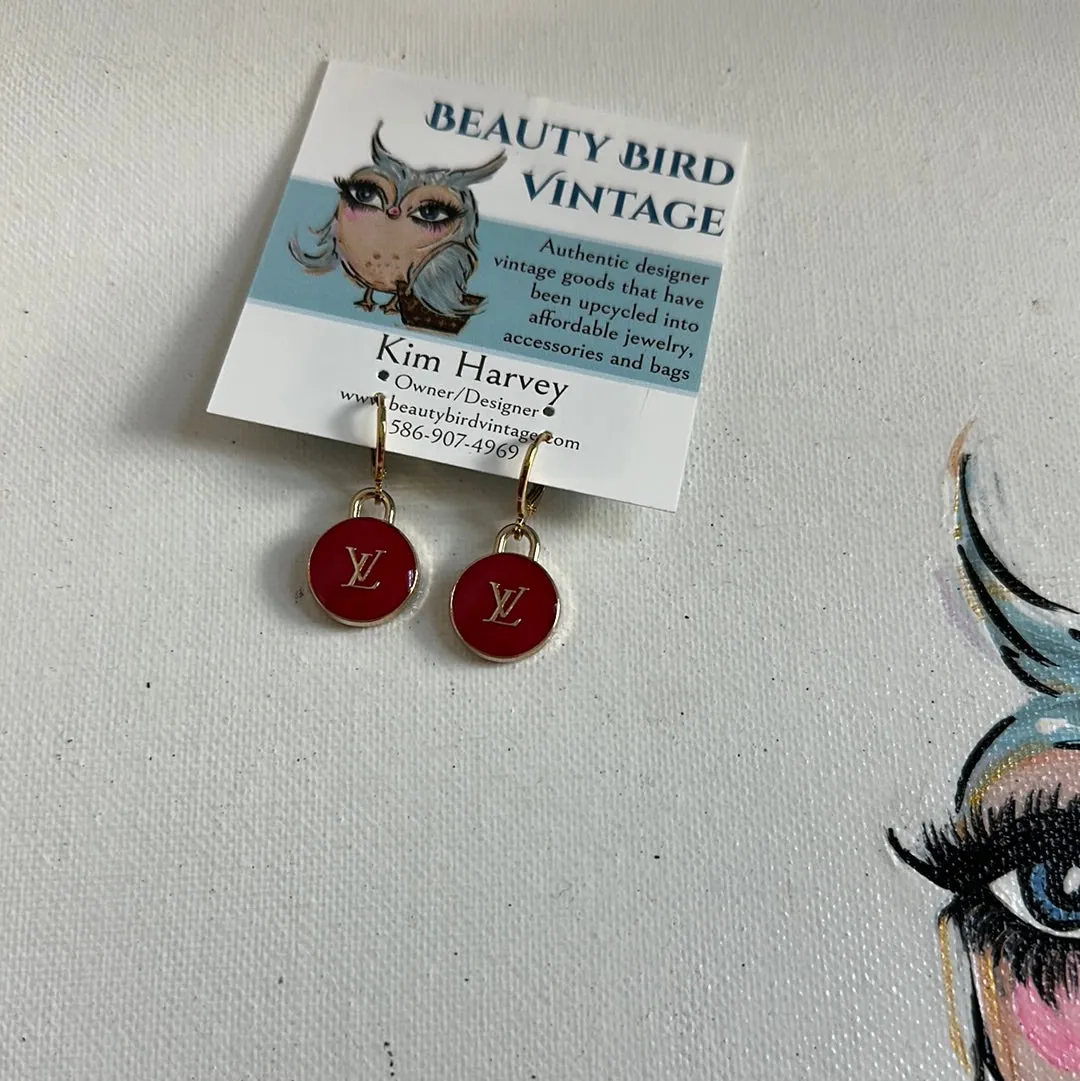 BEAUTY BIRD
VINTAGE
Authentic designer
vintage goods that have
been upcycled into
affordable jewelry,
accessories and bags
Kim Harvey
Owner/Designer
www.beautybirdvintage.com
586-907-4969
LV
LV